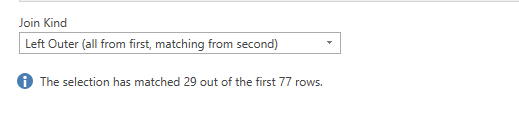 Join Kind
Left Outer (all from first, matching from second)
The selection has matched 29 out of the first 77 rows.